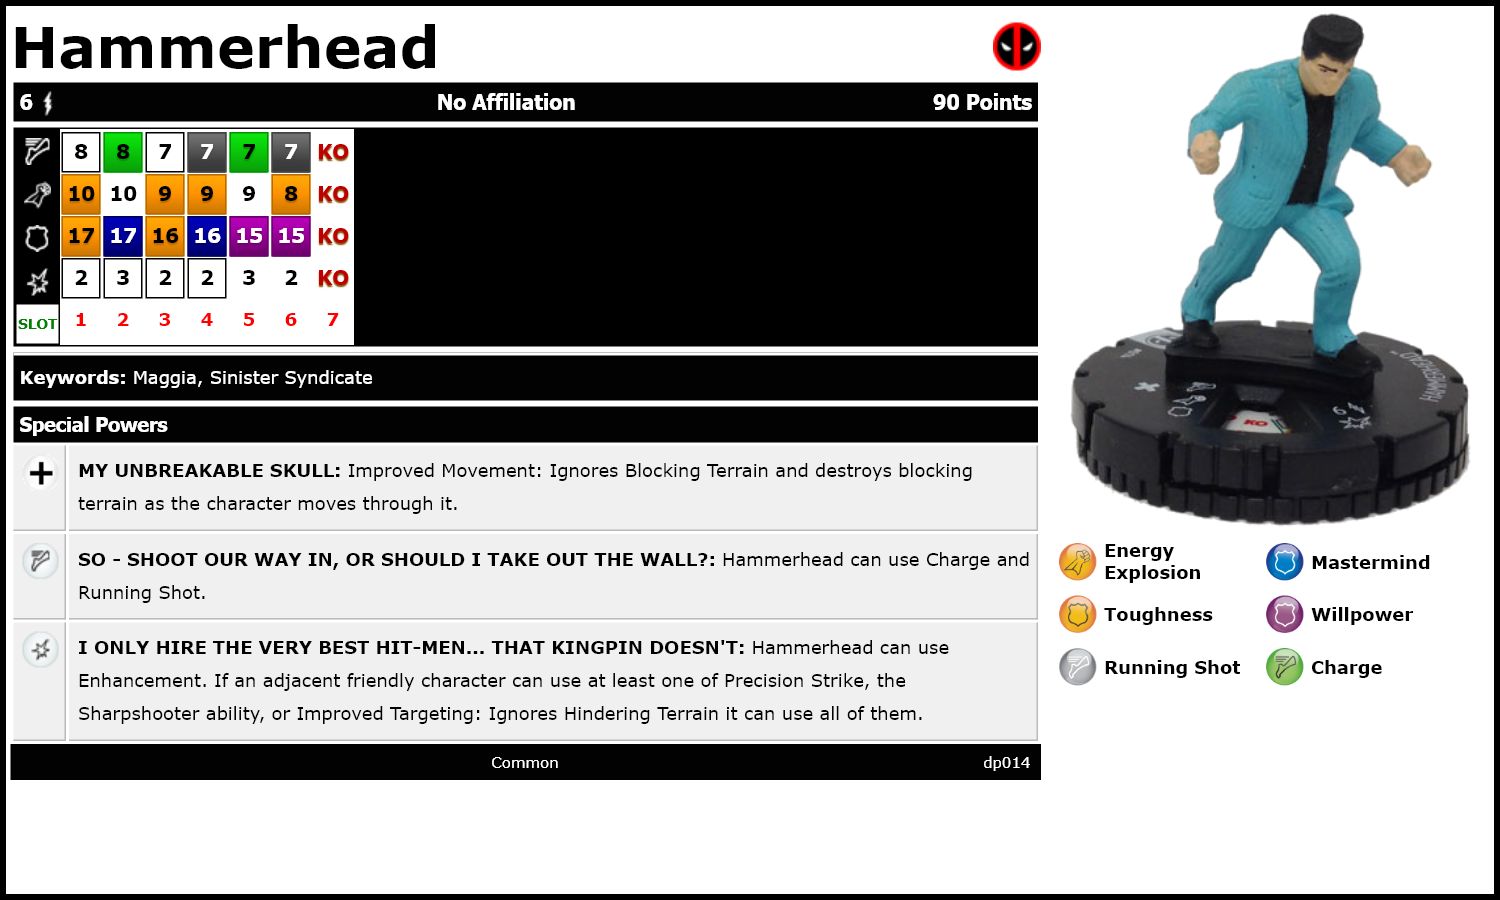 Hammerhead
6 No Affiliation 90 Points
8 8 7 7 7 7 KO
10 10 9 9 9 8 KO
17 17 16 16 15 15 KO
2 3 2 2 3 2 KO
SLOT 1 2 3 4 5 6 7
Keywords: Maggia, Sinister Syndicate
Special Powers
MY UNBREAKABLE SKULL: Improved Movement: Ignores Blocking Terrain and destroys blocking
terrain as the character moves through it.
SO - SHOOT OUR WAY IN, OR SHOULD I TAKE OUT THE WALL?: Hammerhead can use Charge and
Running Shot.
I ONLY HIRE THE VERY BEST HIT-MEN... THAT KINGPIN DOESN'T: Hammerhead can use
Enhancement. If an adjacent friendly character can use at least one of Precision Strike, the
Sharpshooter ability, or Improved Targeting: Ignores Hindering Terrain it can use all of them.
Common dp014
HAMMERHEAD
6
KO
Energy
Explosion
Mastermind
Toughness
Willpower
Running Shot
Charge